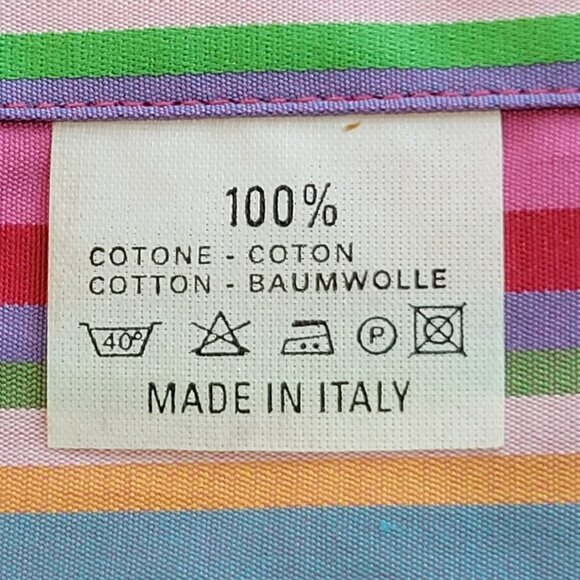 100%
COTONE - COTON
COTTON - BAUMWOLLE
40° P
MADE IN ITALY